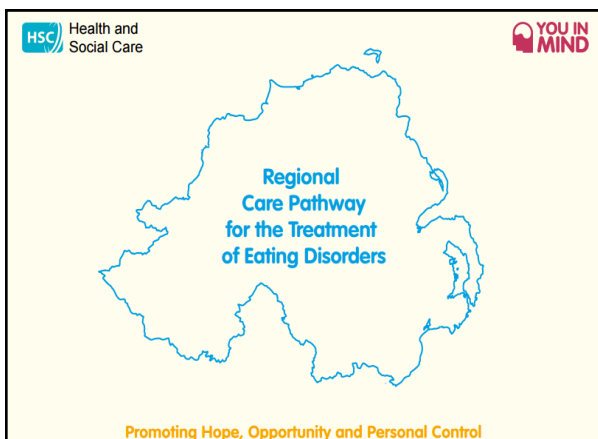 HSC Health and
Social Care
YOU IN
MIND
Regional
Care Pathway
for the Treatment
of Eating Disorders
Promoting Hope, Opportunity and Personal Control